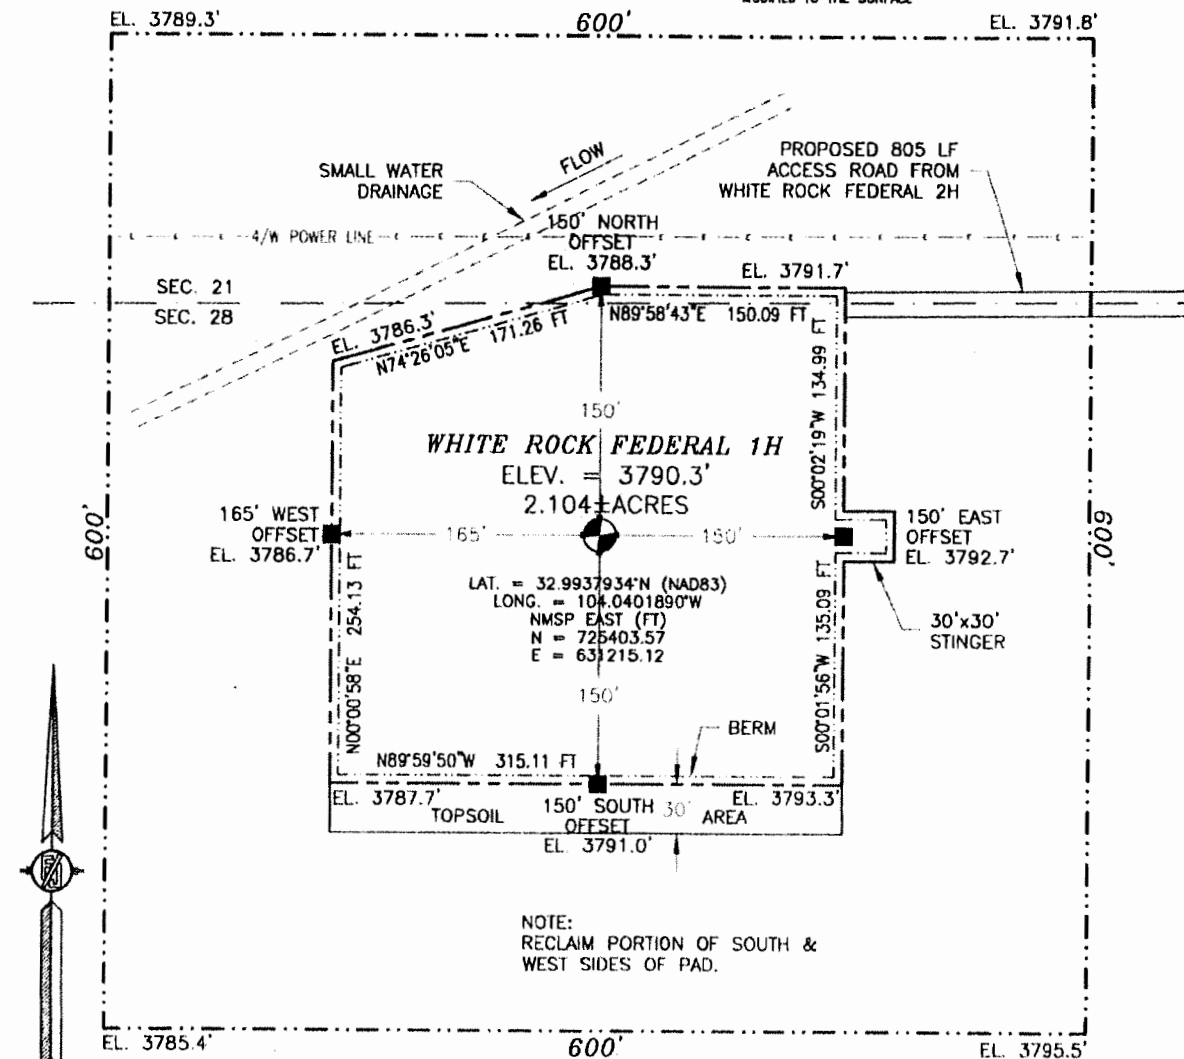 EL. 3789.3'
600'
EL. 3791.8'
SMALL WATER
DRAINAGE
FLOW
PROPOSED 805 LF
ACCESS ROAD FROM
WHITE ROCK FEDERAL 2H
4/W POWER LINE
150' NORTH
OFFSET
EL. 3788.3'
EL. 3791.7'
SEC. 21
SEC. 28
EL. 3786.3'
N74°26'05"E 171.26 FT
N89°58'43"E 150.09 FT
S00°02'19"W 134.99 FT
150'
WHITE ROCK FEDERAL 1H
ELEV. = 3790.3'
2.104±ACRES
600'
165' WEST
OFFSET
EL. 3786.7'
165'
150'
150' EAST
OFFSET
EL. 3792.7'
600'
LAT. = 32.9937934°N (NAD83)
LONG. = 104.0401890°W
NMSP EAST (FT)
N = 725403.57
E = 631215.12
30'x30'
STINGER
N00°00'58"E 254.13 FT
S00°01'56"W 135.09 FT
150'
BERM
N89°59'50"W 315.11 FT
EL. 3787.7'
EL. 3793.3'
TOPSOIL
AREA
150' SOUTH
OFFSET
EL. 3791.0'
30'
NOTE:
RECLAIM PORTION OF SOUTH &
WEST SIDES OF PAD.
EL. 3785.4'
600'
EL. 3795.5'